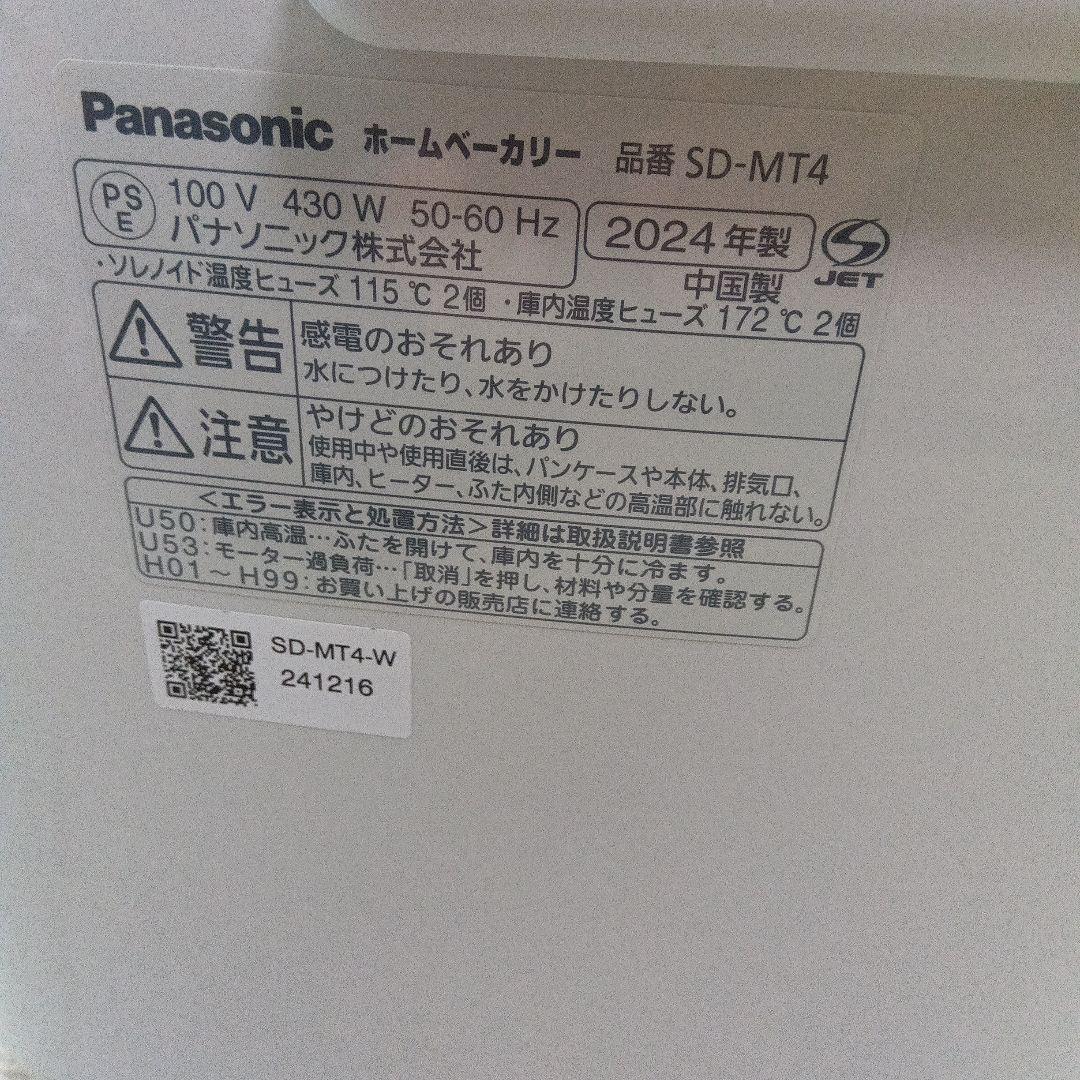 Panasonic ホームベーカリー 品番 SD-MT4
PS E 100 V 430 W 50-60 Hz 2024年製 JET
パナソニック株式会社 中国製
・ソレノイド温度ヒューズ 115 ℃ 2個 ・庫内温度ヒューズ 172 ℃ 2個
警告 感電のおそれあり
水につけたり、水をかけたりしない。
注意 やけどのおそれあり
使用中や使用直後は、パンケースや本体、排気口、
庫内、ヒーター、ふた内側などの高温部に触れない。
<エラー表示と処置方法>詳細は取扱説明書参照
U50:庫内高温…ふたを開けて、庫内を十分に冷ます。
U53:モーター過負荷…「取消」を押し、材料や分量を確認する。
H01～H99:お買い上げの販売店に連絡する。
SD-MT4-W
241216